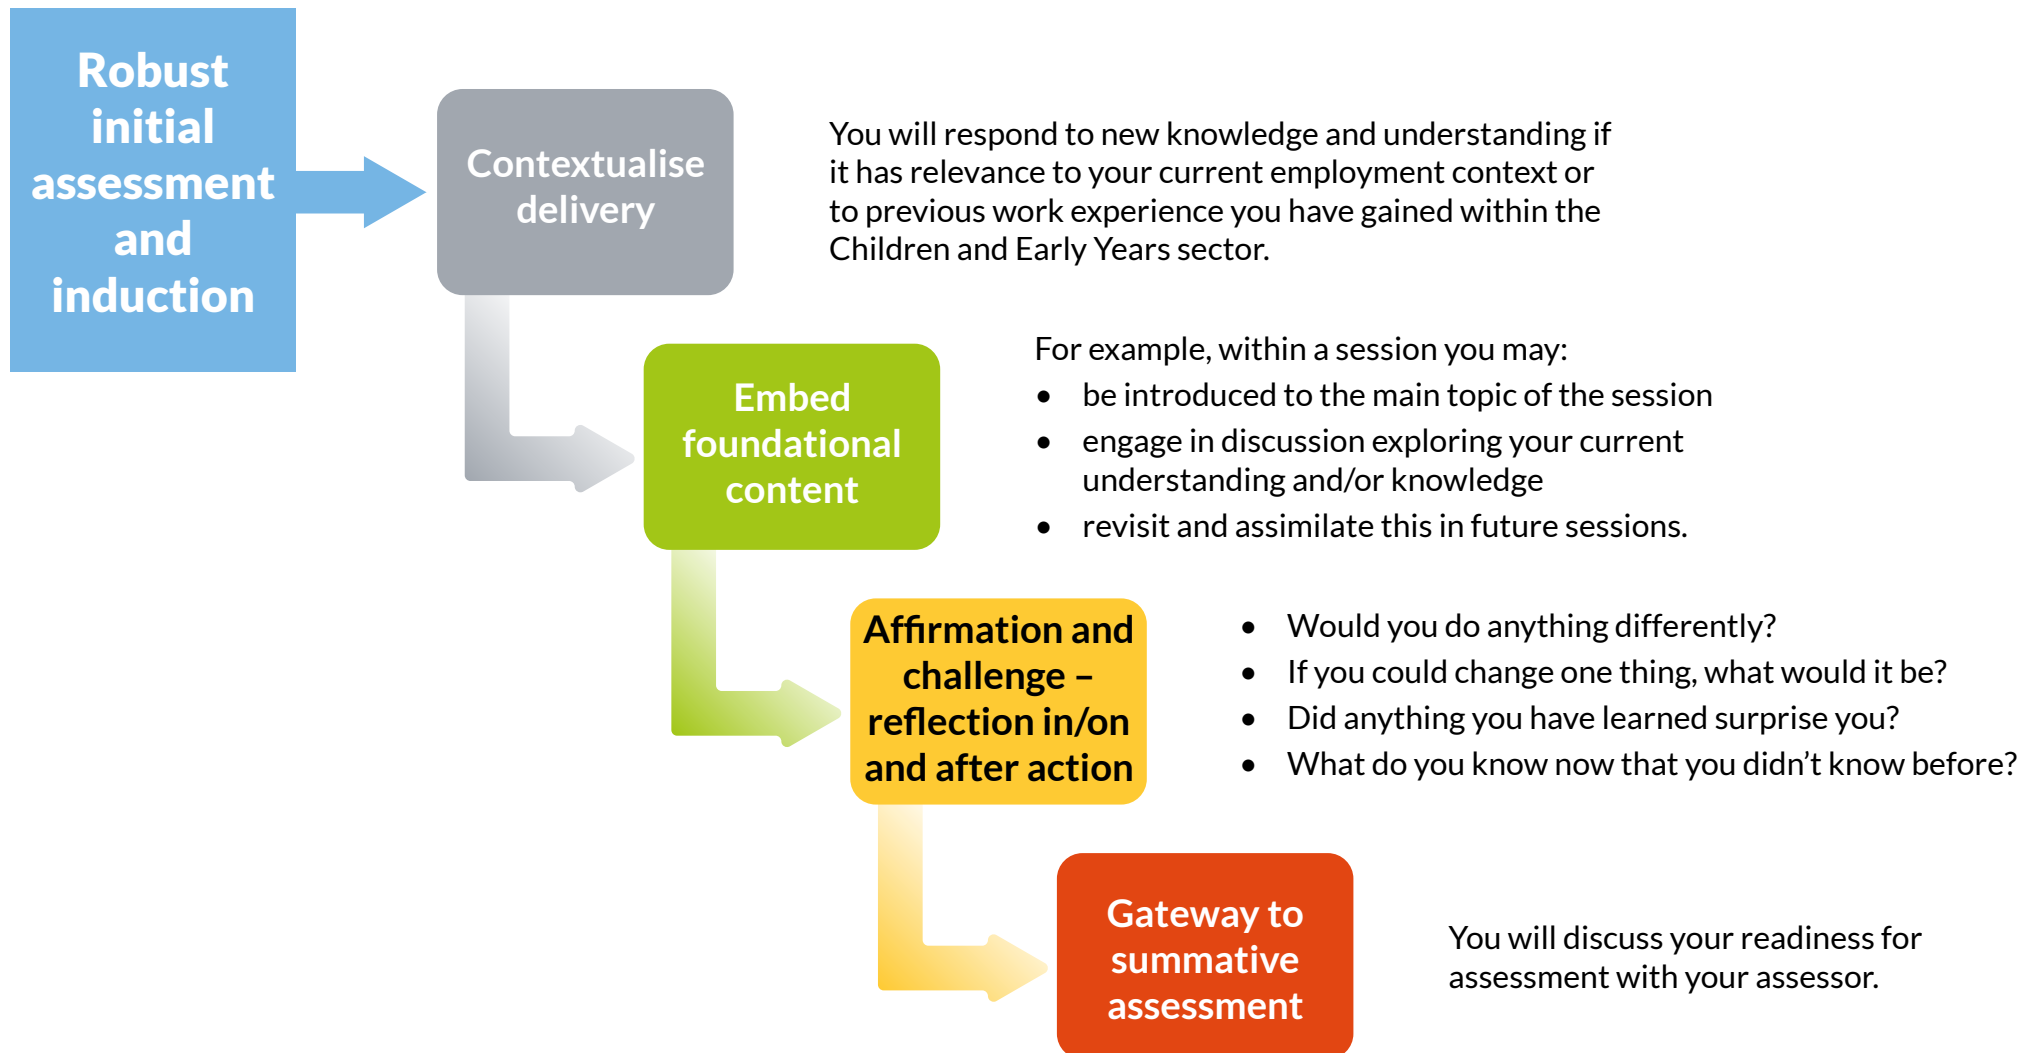 Robust
initial
assessment
and
induction
Contextualise
delivery
You will respond to new knowledge and understanding if
it has relevance to your current employment context or
to previous work experience you have gained within the
Children and Early Years sector.
Embed
foundational
content
For example, within a session you may:
• be introduced to the main topic of the session
• engage in discussion exploring your current
understanding and/or knowledge
• revisit and assimilate this in future sessions.
Affirmation and
challenge –
reflection in/on
and after action
• Would you do anything differently?
• If you could change one thing, what would it be?
• Did anything you have learned surprise you?
• What do you know now that you didn’t know before?
Gateway to
summative
assessment
You will discuss your readiness for
assessment with your assessor.